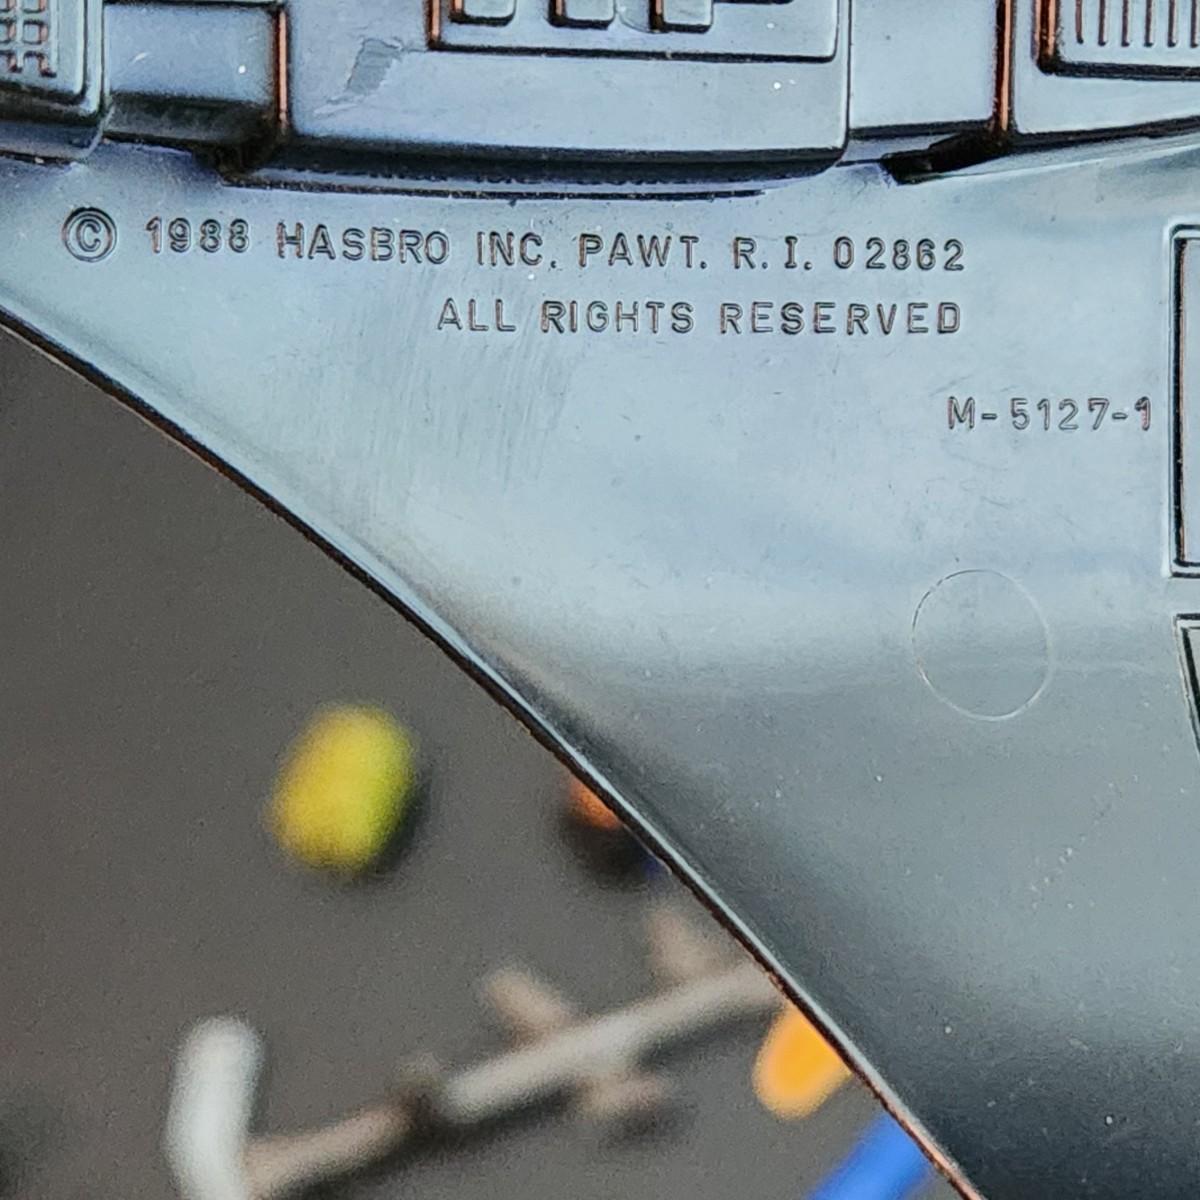 © 1988 HASBRO INC. PAWT. R.I. 02862
ALL RIGHTS RESERVED
M-5127-1